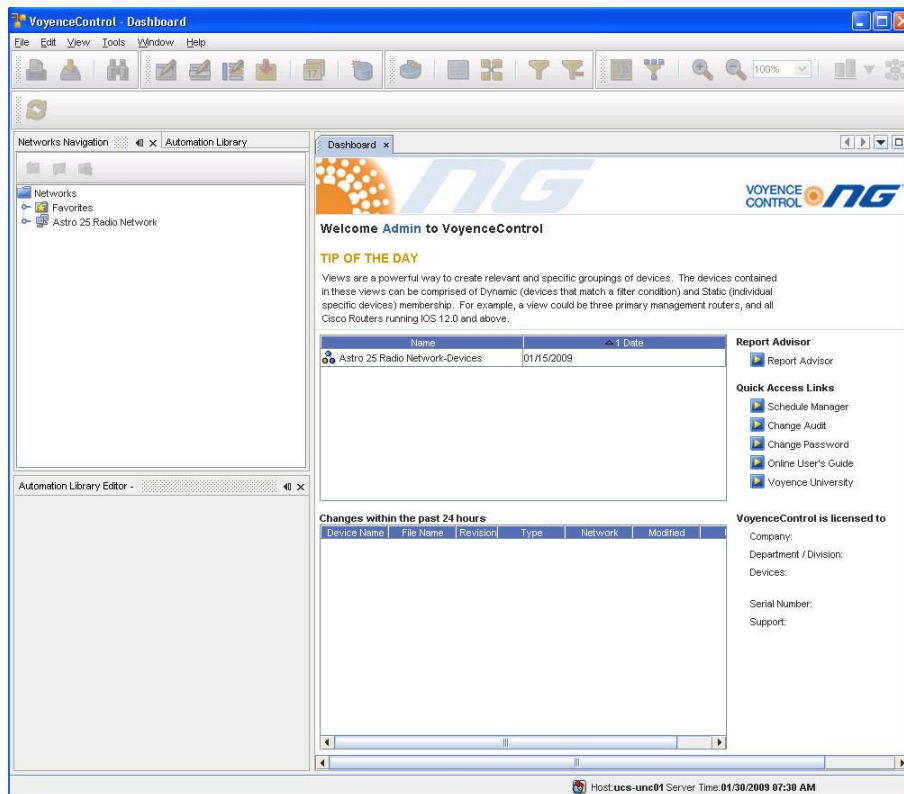 VoyenceControl - Dashboard
File Edit View Tools Window Help
17
100%
Networks Navigation
Automation Library
Networks
Favorites
Astro 25 Radio Network
Automation Library Editor -
Dashboard
NG
VOYENCE CONTROL NG
Welcome Admin to VoyenceControl
TIP OF THE DAY
Views are a powerful way to create relevant and specific groupings of devices. The devices contained
in these views can be comprised of Dynamic (devices that match a filter condition) and Static (individual
specific devices) membership. For example, a view could be three primary management routers, and all
Cisco Routers running IOS 12.0 and above.
Name 1 Date
Astro 25 Radio Network-Devices 01/15/2009
Report Advisor
Report Advisor
Quick Access Links
Schedule Manager
Change Audit
Change Password
Online User's Guide
Voyence University
Changes within the past 24 hours
Device Name File Name Revision Type Network Modified
VoyenceControl is licensed to
Company:
Department / Division:
Devices:
Serial Number:
Support:
Host:ucs-unc01 Server Time:01/30/2009 07:30 AM